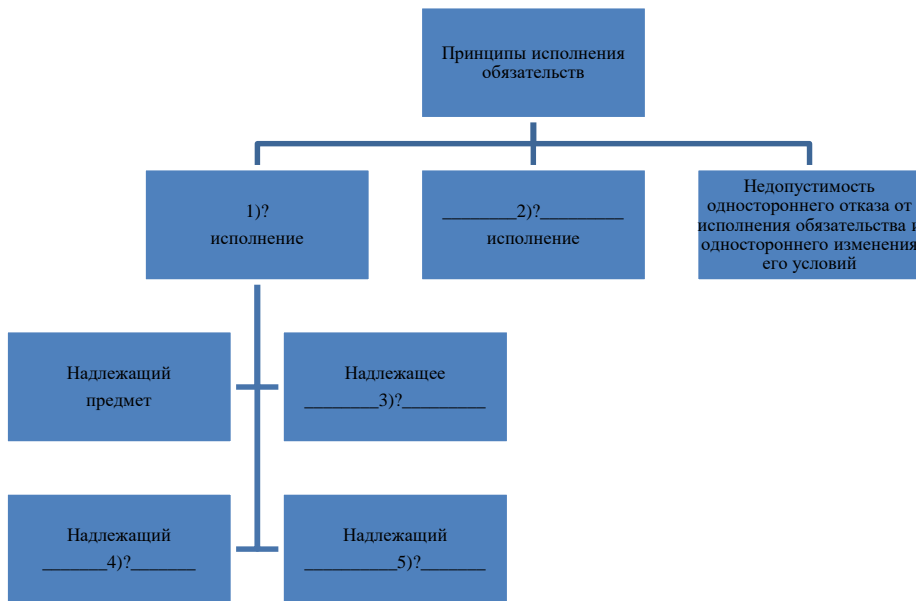 Принципы исполнения
обязательств
1)?
исполнение
________2)?________
исполнение
Недопустимость
одностороннего отказа от
исполнения обязательства и
одностороннего изменения
его условий
Надлежащий
предмет
Надлежащее
________3)?_________
Надлежащий
_______4)?_______
Надлежащий
__________5)?_______